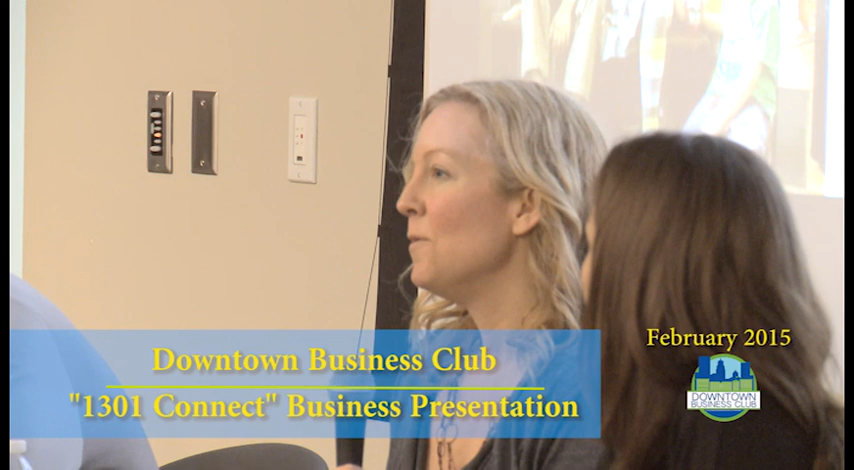 Downtown Business Club
"1301 Connect" Business Presentation
February 2015
DOWNTOWN
BUSINESS CLUB